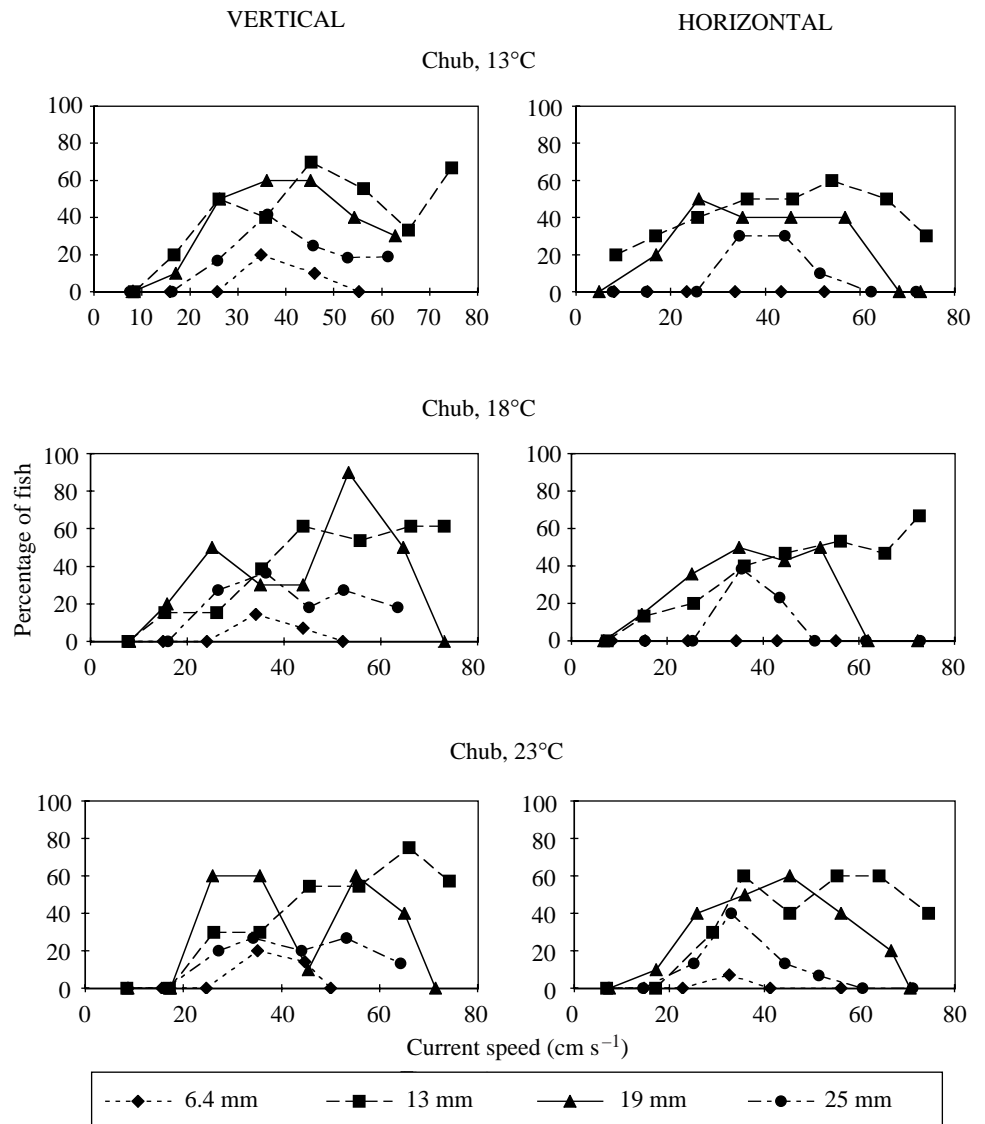 VERTICAL HORIZONTAL
Chub, 13°C
100 100
80 80
60 60
40 40
20 20
0 0
0 10 20 30 40 50 60 70 80 0 20 40 60 80
Chub, 18°C
100 100
80 80
60 60
40 40
20 20
0 0
0 20 40 60 80 0 20 40 60 80
Percentage of fish
Chub, 23°C
100 100
80 80
60 60
40 40
20 20
0 0
0 20 40 60 80 0 20 40 60 80
Current speed (cm s⁻¹)
6.4 mm 13 mm 19 mm 25 mm